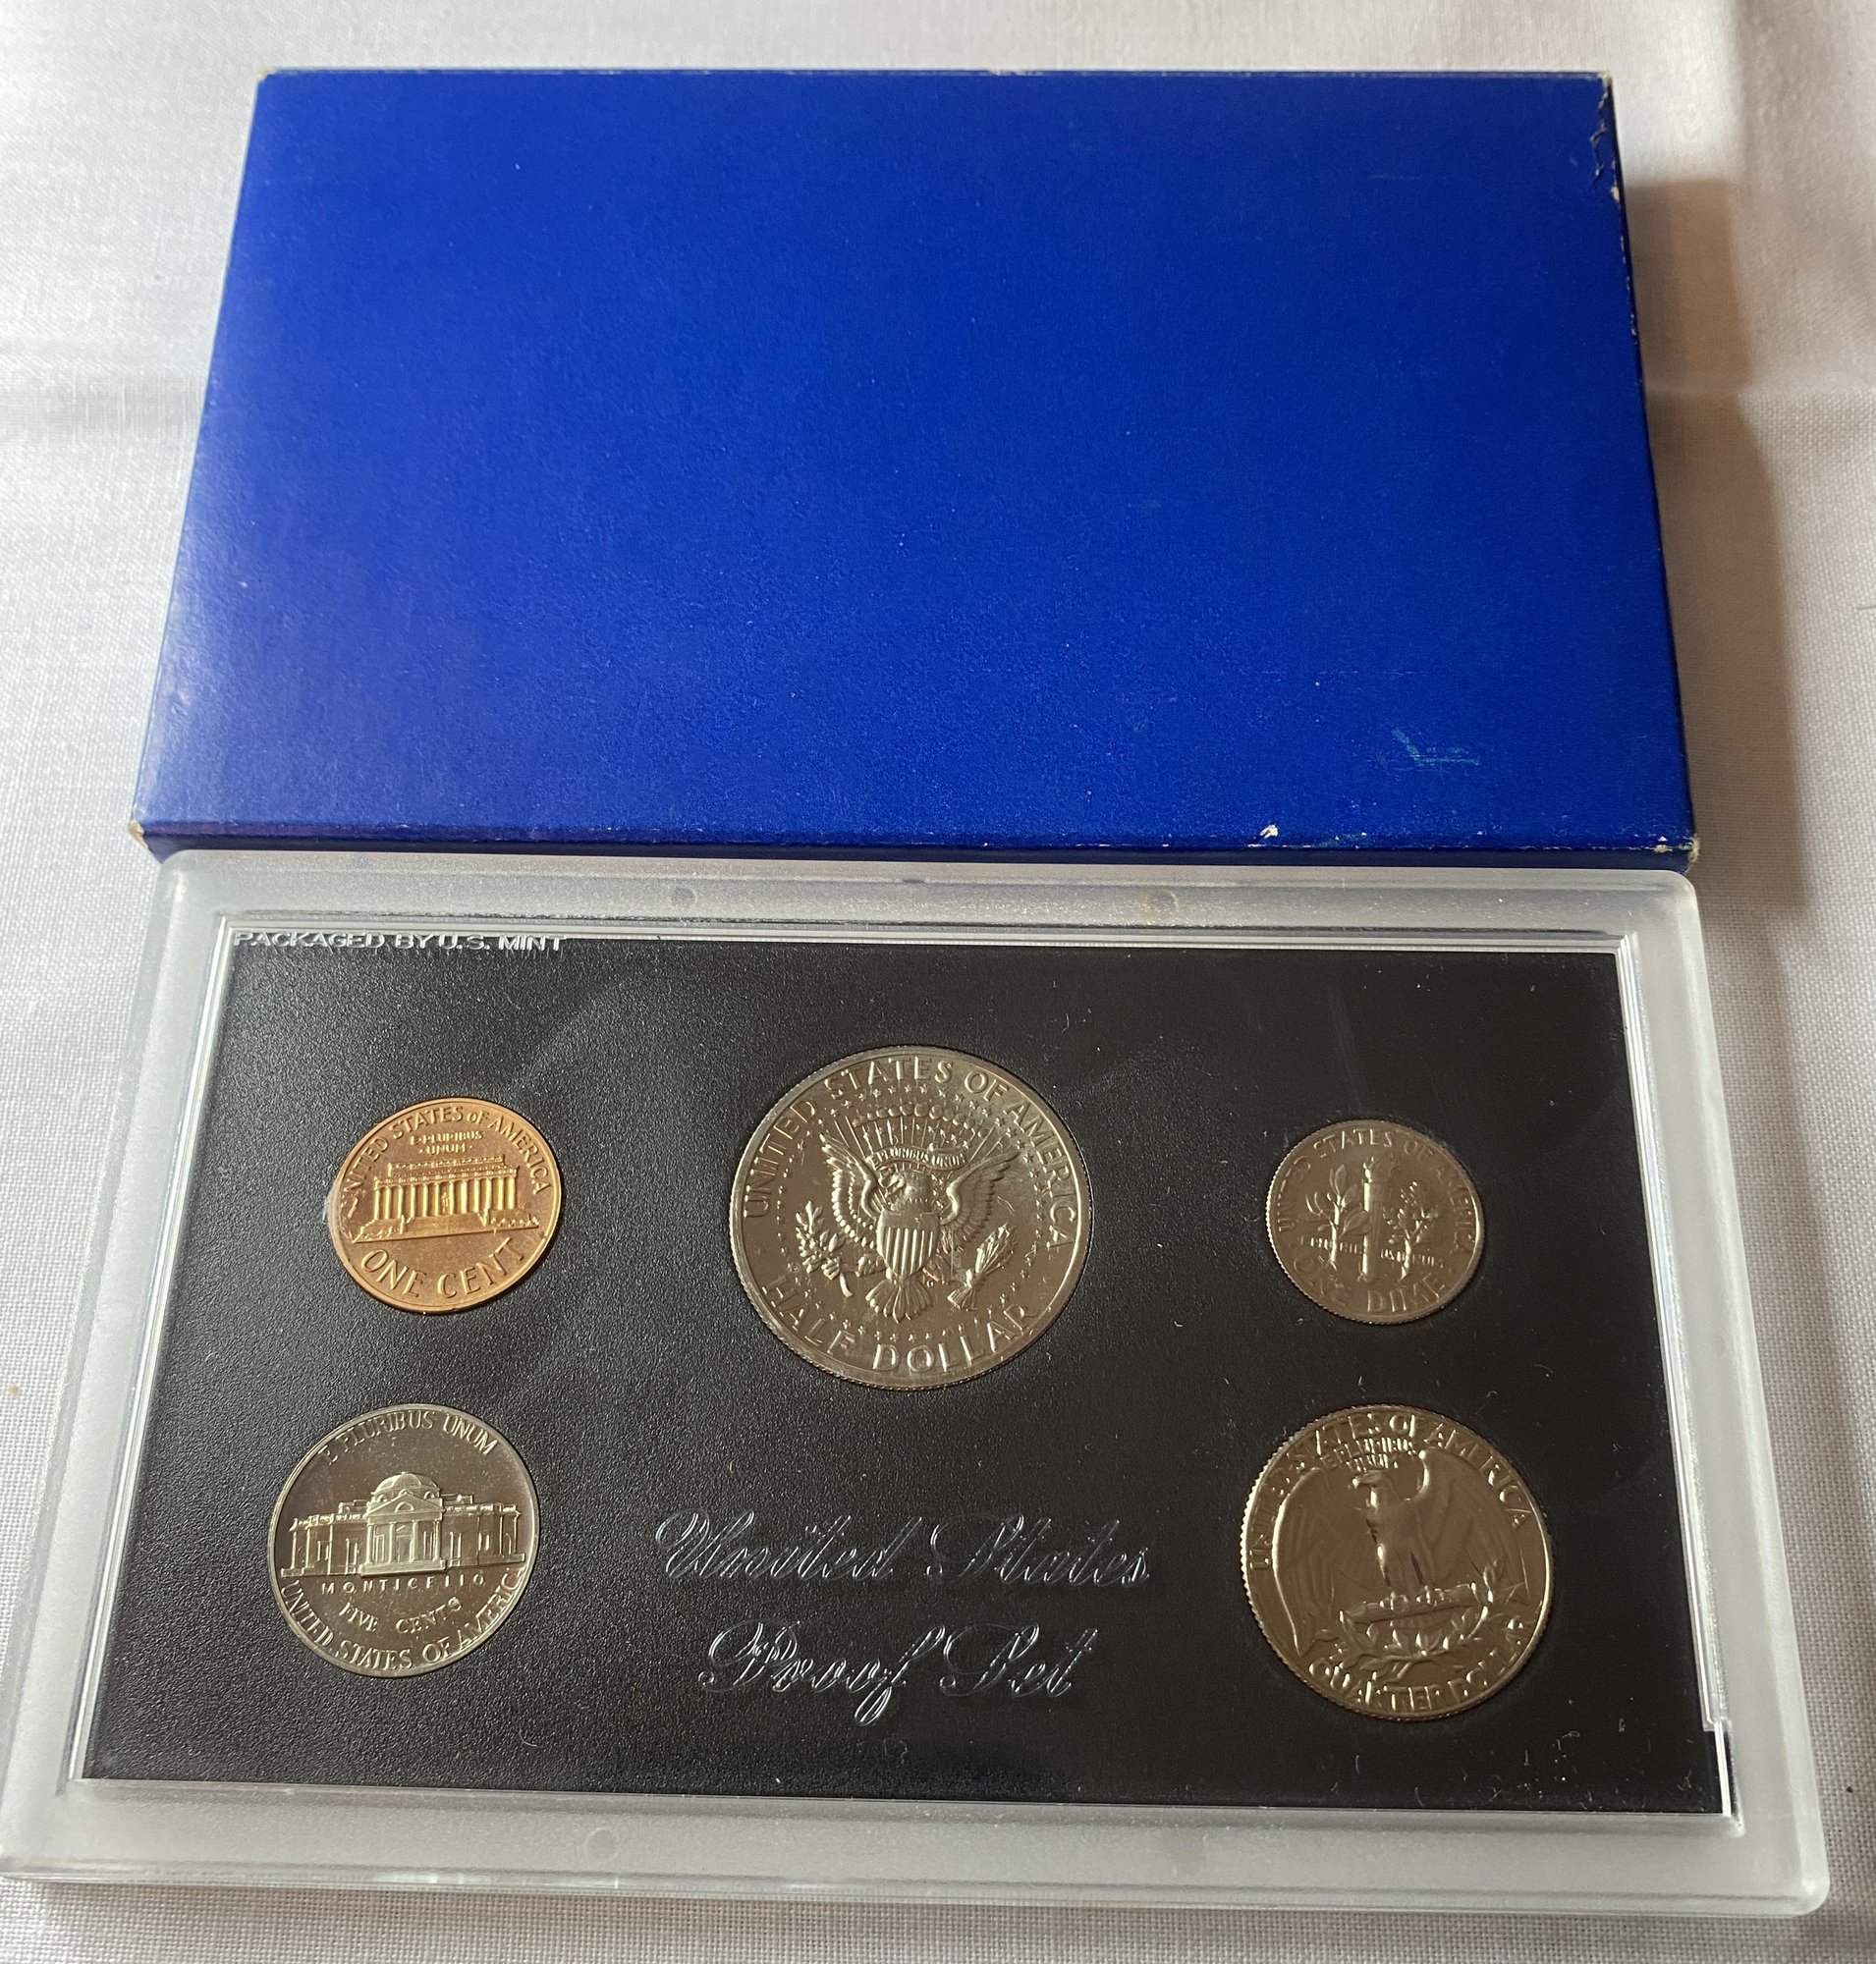 PACKAGED BY U.S. MINT
UNITED STATES OF AMERICA
E·PLURIBUS
·UNUM·
ONE CENT
UNITED STATES OF AMERICA
E PLURIBUS UNUM
HALF DOLLAR
UNITED STATES OF AMERICA
E PLURIBUS UNUM
ONE DIME
E PLURIBUS UNUM
MONTICELLO
FIVE CENTS
UNITED STATES OF AMERICA
United States
Proof Set
UNITED STATES OF AMERICA
E PLURIBUS
UNUM
QUARTER DOLLAR